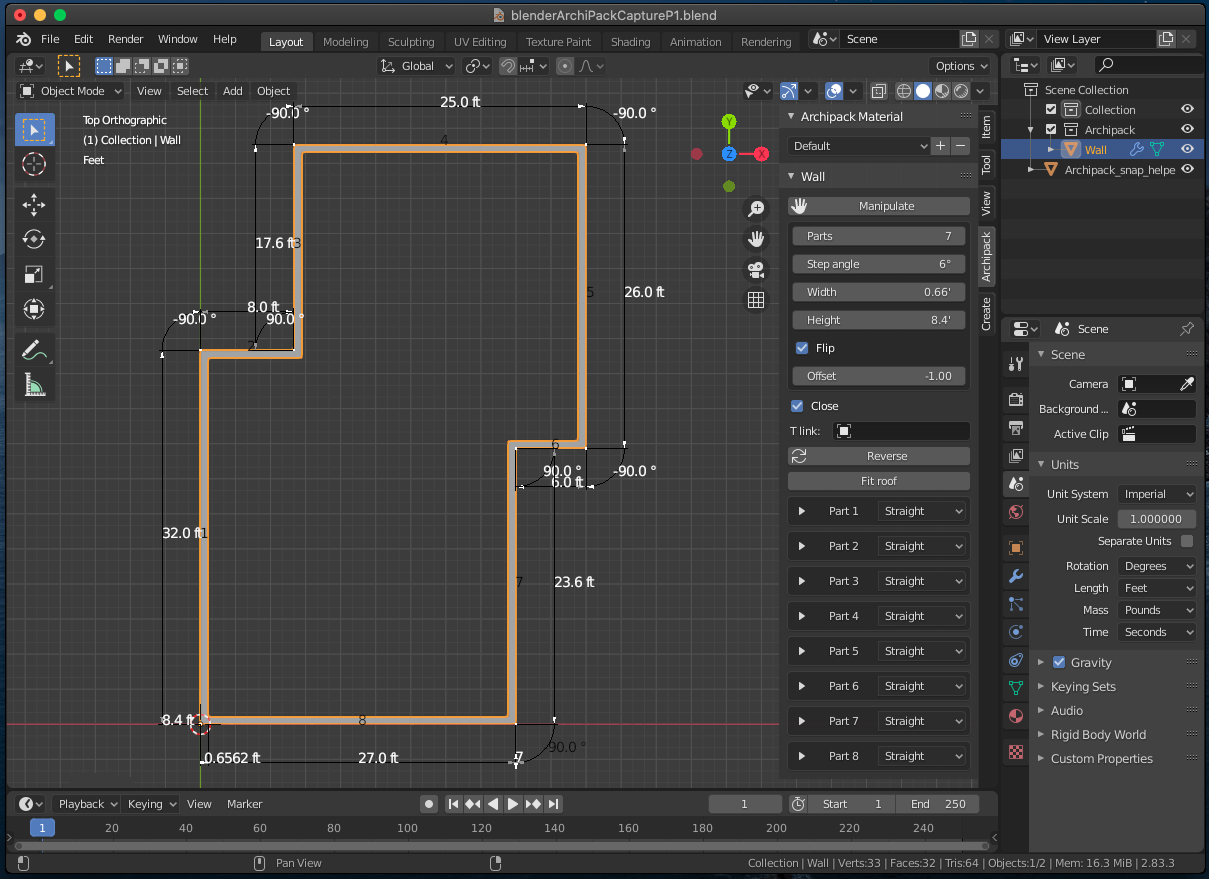 blenderArchiPackCaptureP1.blend
File Edit Render Window Help Layout Modeling Sculpting UV Editing Texture Paint Shading Animation Rendering Scene View Layer
Global Options
Object Mode View Select Add Object
Top Orthographic
(1) Collection | Wall
Feet
25.0 ft
-90.0 °
-90.0 °
4
17.6 ft
3
8.0 ft
-90.0 °
90.0 °
2
5
26.0 ft
6
90.0 °
-90.0 °
6.0 ft
32.0 ft
1
7
23.6 ft
8.4 ft
8
90.0 °
0.6562 ft
27.0 ft
7
Y
Z
X
Archipack Material
Default
Wall
Manipulate
Parts 7
Step angle 6°
Width 0.66'
Height 8.4'
Flip
Offset -1.00
Close
T link:
Reverse
Fit roof
Part 1 Straight
Part 2 Straight
Part 3 Straight
Part 4 Straight
Part 5 Straight
Part 6 Straight
Part 7 Straight
Part 8 Straight
Item
Tool
View
Archipack
Create
Scene Collection
Collection
Archipack
Wall
Archipack_snap_helpe
Scene
Scene
Camera
Background ...
Active Clip
Units
Unit System Imperial
Unit Scale 1.000000
Separate Units
Rotation Degrees
Length Feet
Mass Pounds
Time Seconds
Gravity
Keying Sets
Audio
Rigid Body World
Custom Properties
Playback Keying View Marker 1 Start 1 End 250
1 20 40 60 80 100 120 140 160 180 200 220 240
Pan View
Collection | Wall | Verts:33 | Faces:32 | Tris:64 | Objects:1/2 | Mem: 16.3 MiB | 2.83.3